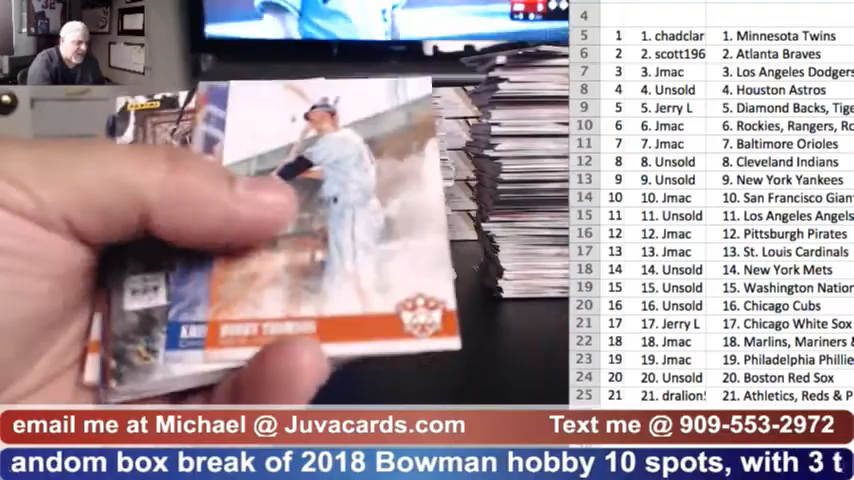 4
5 1 1. chadclar 1. Minnesota Twins
6 2 2. scott196 2. Atlanta Braves
7 3 3. Jmac 3. Los Angeles Dodgers
8 4 4. Unsold 4. Houston Astros
9 5 5. Jerry L 5. Diamond Backs, Tige
10 6 6. Jmac 6. Rockies, Rangers, Ro
11 7 7. Jmac 7. Baltimore Orioles
12 8 8. Unsold 8. Cleveland Indians
13 9 9. Unsold 9. New York Yankees
14 10 10. Jmac 10. San Francisco Gian
15 11 11. Unsold 11. Los Angeles Angels
16 12 12. Jmac 12. Pittsburgh Pirates
17 13 13. Jmac 13. St. Louis Cardinals
18 14 14. Unsold 14. New York Mets
19 15 15. Unsold 15. Washington Nation
20 16 16. Unsold 16. Chicago Cubs
21 17 17. Jerry L 17. Chicago White Sox
22 18 18. Jmac 18. Marlins, Mariners &
23 19 19. Jmac 19. Philadelphia Phillie
24 20 20. Unsold 20. Boston Red Sox
25 21 21. dralion! 21. Athletics, Reds & P
PANINI
BOBBY THOMSON
email me at Michael @ Juvacards.com Text me @ 909-553-2972
andom box break of 2018 Bowman hobby 10 spots, with 3 t